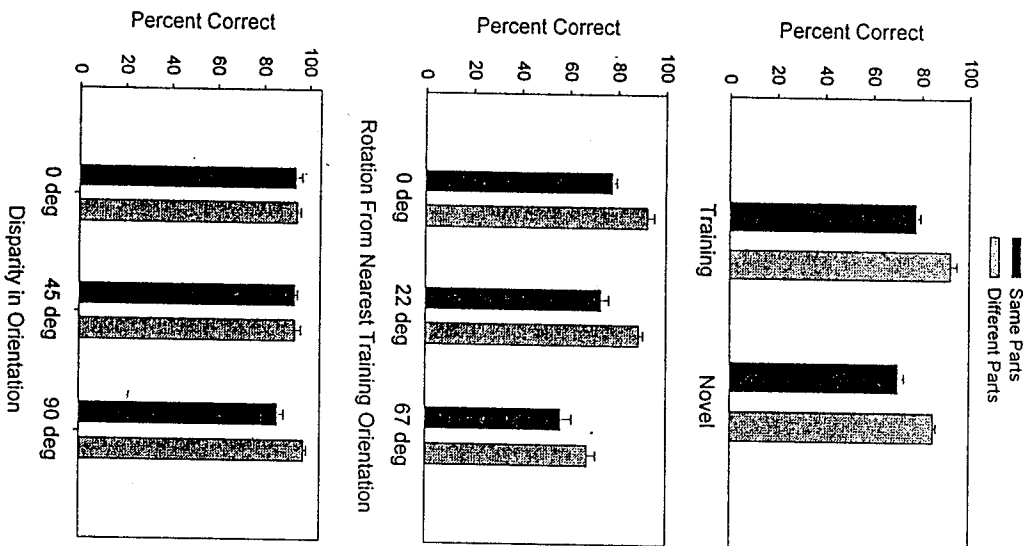 Same Parts
Different Parts
Percent Correct
100
80
60
40
20
0
Training
Novel
Percent Correct
100
80
60
40
20
0
0 deg
22 deg
67 deg
Rotation From Nearest Training Orientation
Percent Correct
100
80
60
40
20
0
0 deg
45 deg
90 deg
Disparity in Orientation